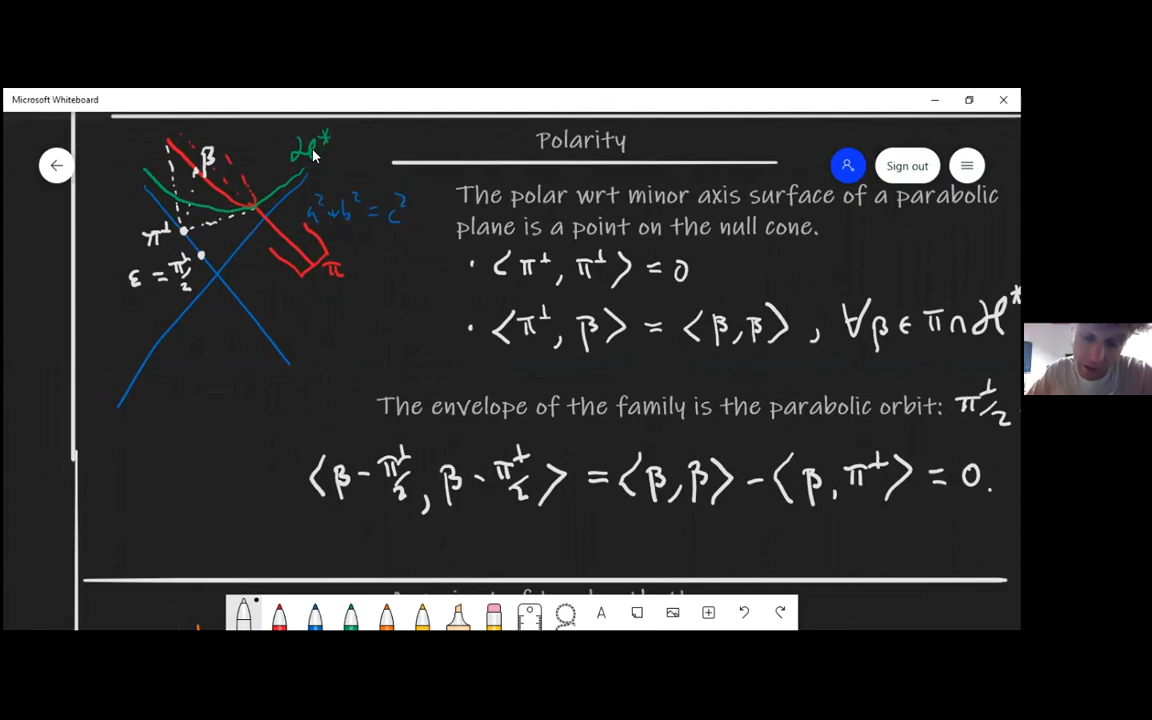 Microsoft Whiteboard
Sign out
Polarity
The polar wrt minor axis surface of a parabolic
plane is a point on the null cone.
· ⟨π^⊥, π^⊥⟩ = 0
· ⟨π^⊥, β⟩ = ⟨β,β⟩ , ∀β ∈ π∩ℋ*
The envelope of the family is the parabolic orbit: π^⊥/2
⟨β - π^⊥/2, β - π^⊥/2⟩ = ⟨β,β⟩ - ⟨β, π^⊥⟩ = 0.
β
ℋ*
a² + b² = c²
π^⊥
ε = π^⊥/2
π
A